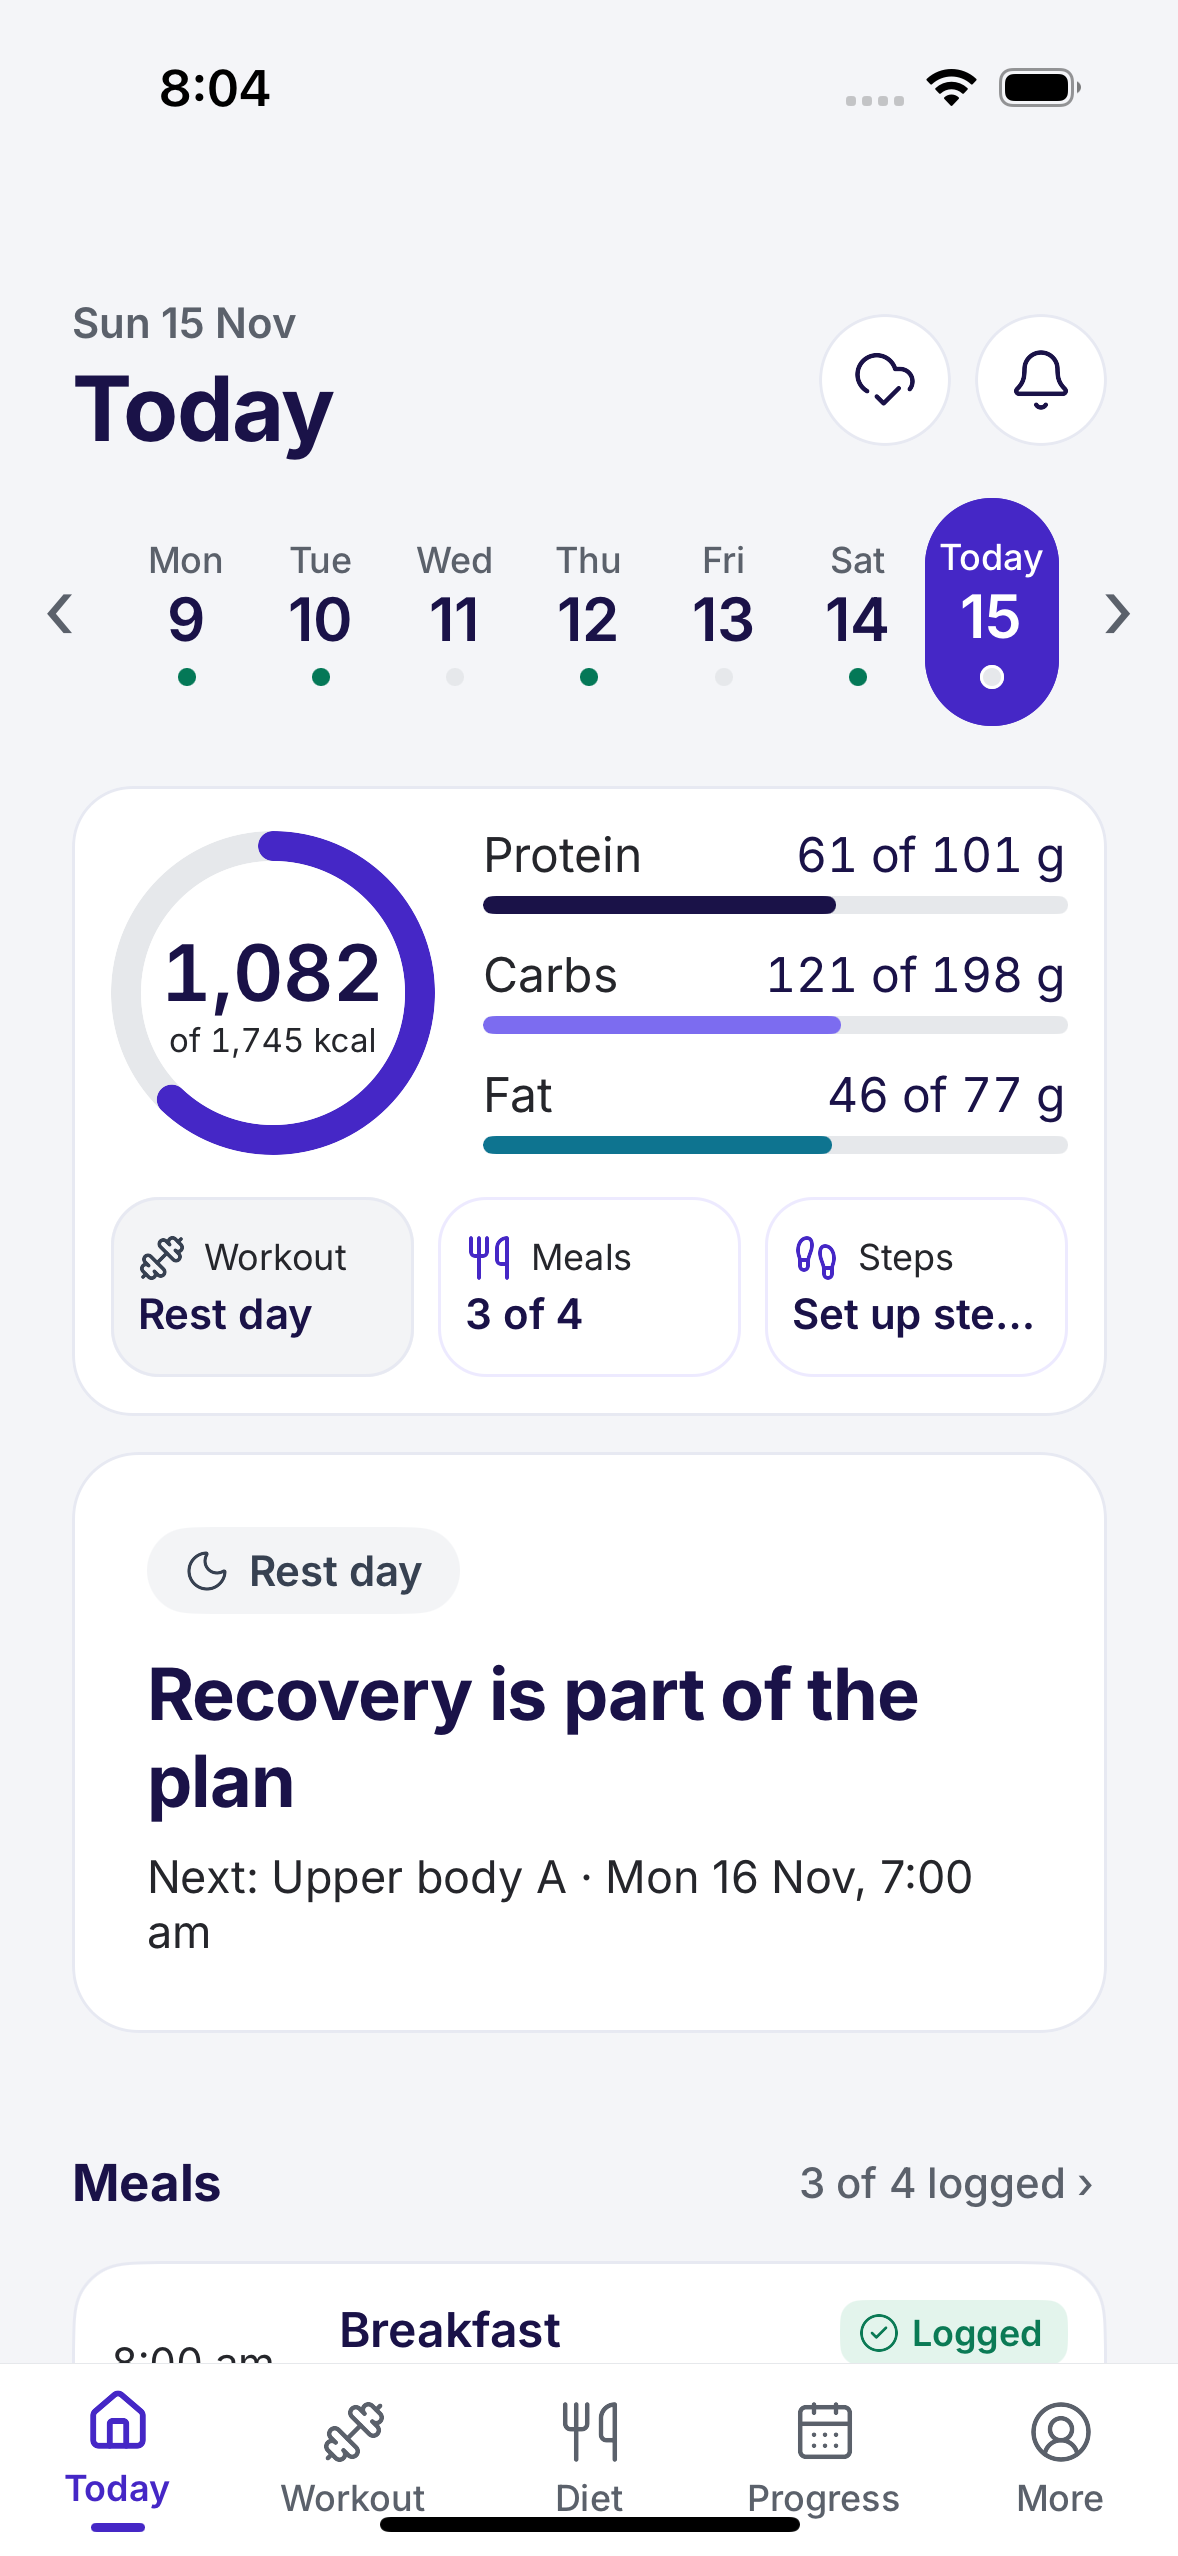 8:04
Sun 15 Nov
Today
Mon Tue Wed Thu Fri Sat Today
9 10 11 12 13 14 15
Protein 61 of 101 g
Carbs 121 of 198 g
Fat 46 of 77 g
1,082
of 1,745 kcal
Workout
Rest day
Meals
3 of 4
Steps
Set up ste...
Rest day
Recovery is part of the
plan
Next: Upper body A · Mon 16 Nov, 7:00
am
Meals 3 of 4 logged ›
Breakfast Logged
8:00 am
Today Workout Diet Progress More